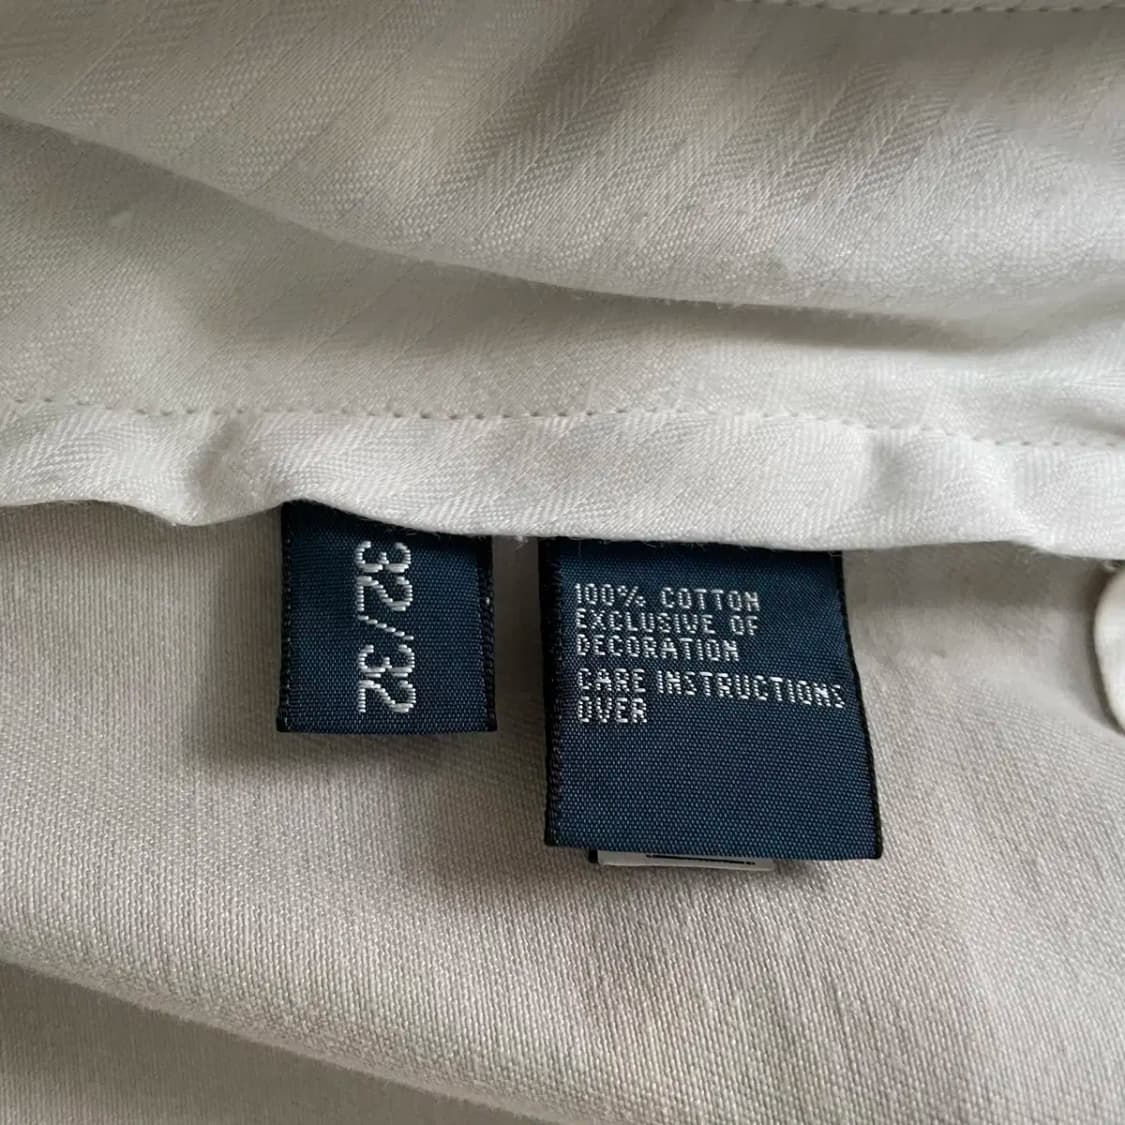 32/32
100% COTTON
EXCLUSIVE OF
DECORATION
CARE INSTRUCTIONS
OVER